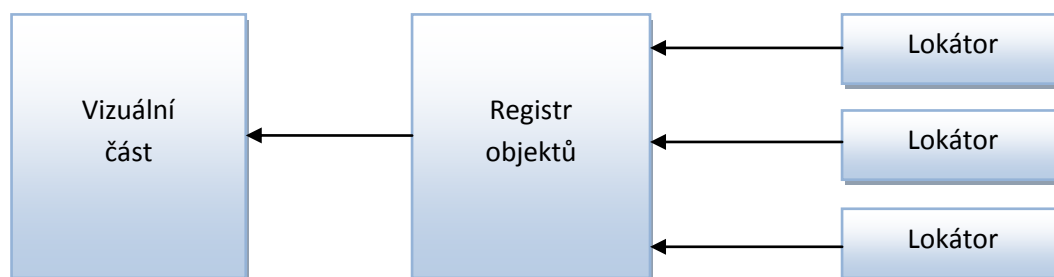 Vizuální
část
Registr
objektů
Lokátor
Lokátor
Lokátor